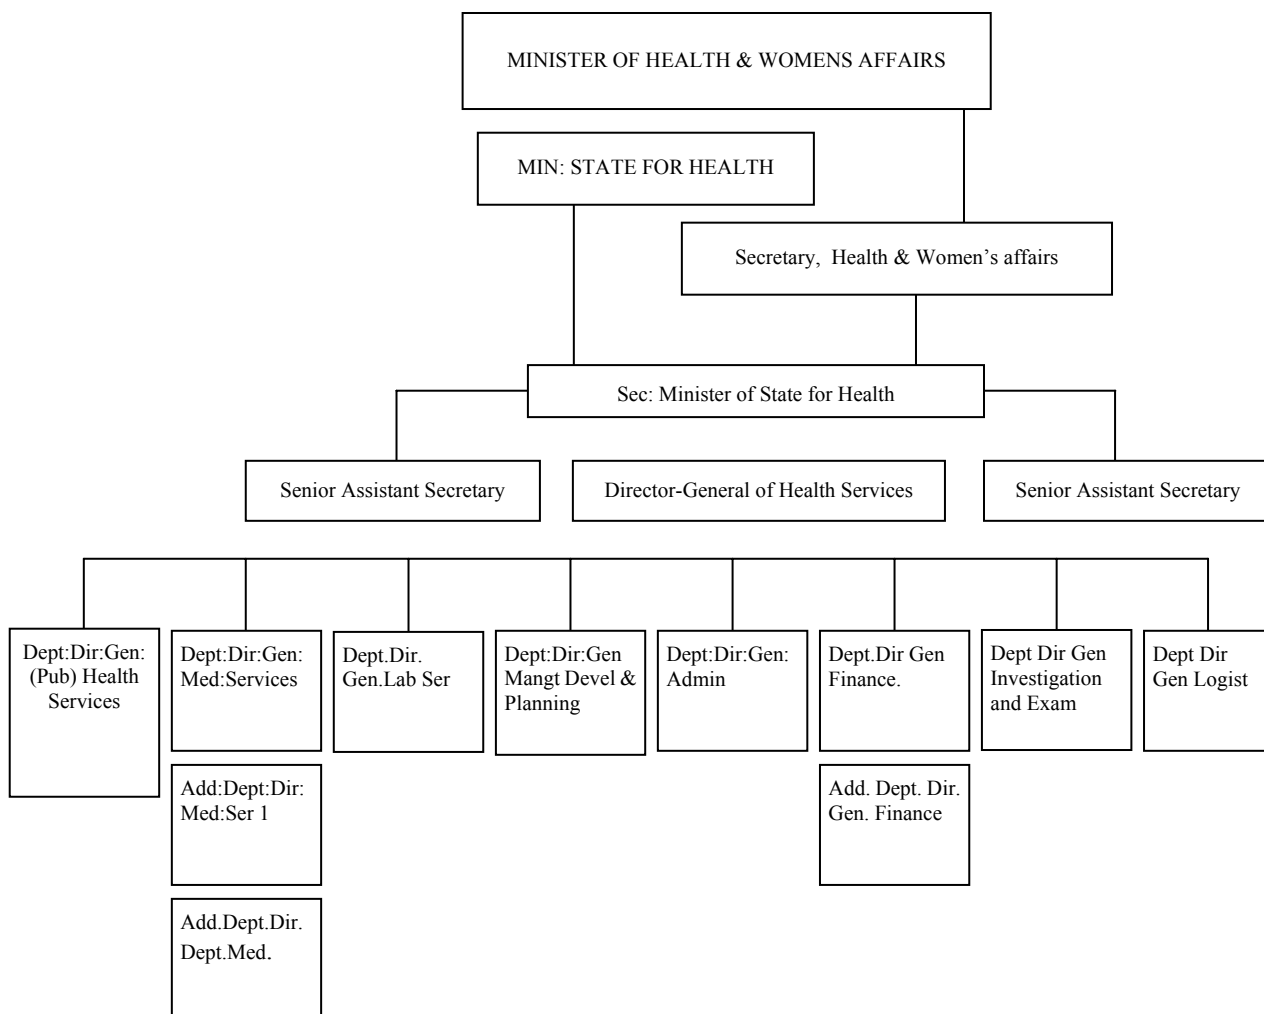 MINISTER OF HEALTH & WOMENS AFFAIRS
MIN: STATE FOR HEALTH
Secretary,  Health & Women’s affairs
Sec: Minister of State for Health
Senior Assistant Secretary
Director-General of Health Services
Senior Assistant Secretary
Dept:Dir:Gen:
(Pub) Health
Services
Dept:Dir:Gen:
Med:Services
Dept.Dir.
Gen.Lab Ser
Dept:Dir:Gen
Mangt Devel &
Planning
Dept:Dir:Gen:
Admin
Dept.Dir Gen
Finance.
Dept Dir Gen
Investigation
and Exam
Dept Dir
Gen Logist
Add:Dept:Dir:
Med:Ser 1
Add. Dept. Dir.
Gen. Finance
Add.Dept.Dir.
Dept.Med.